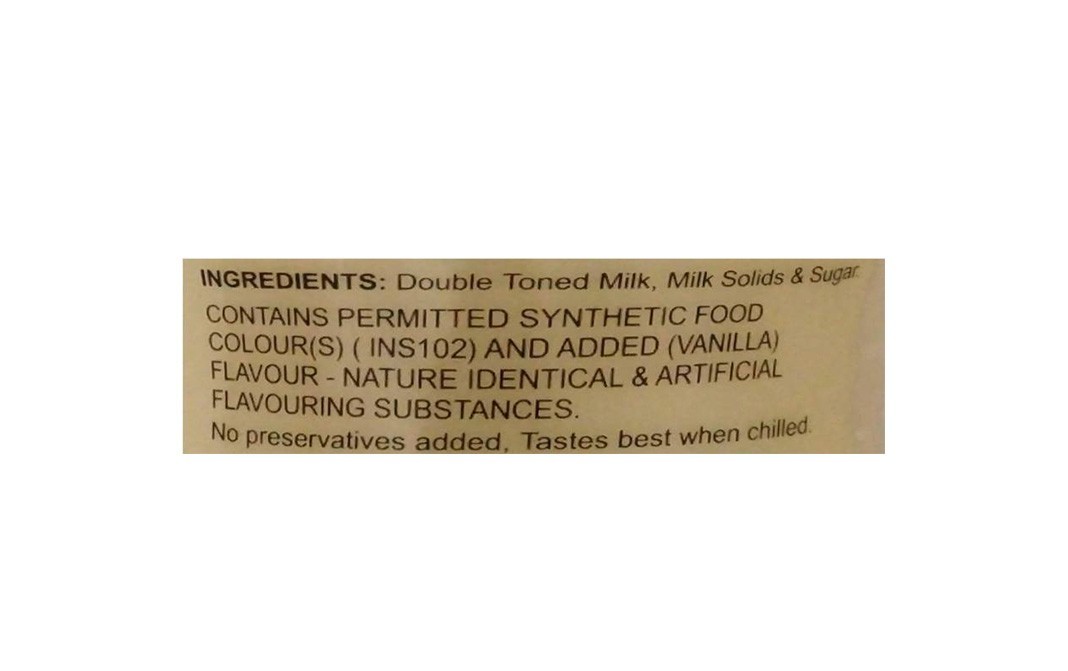 INGREDIENTS: Double Toned Milk, Milk Solids & Sugar.
CONTAINS PERMITTED SYNTHETIC FOOD
COLOUR(S) ( INS102) AND ADDED (VANILLA)
FLAVOUR - NATURE IDENTICAL & ARTIFICIAL
FLAVOURING SUBSTANCES.
No preservatives added, Tastes best when chilled.